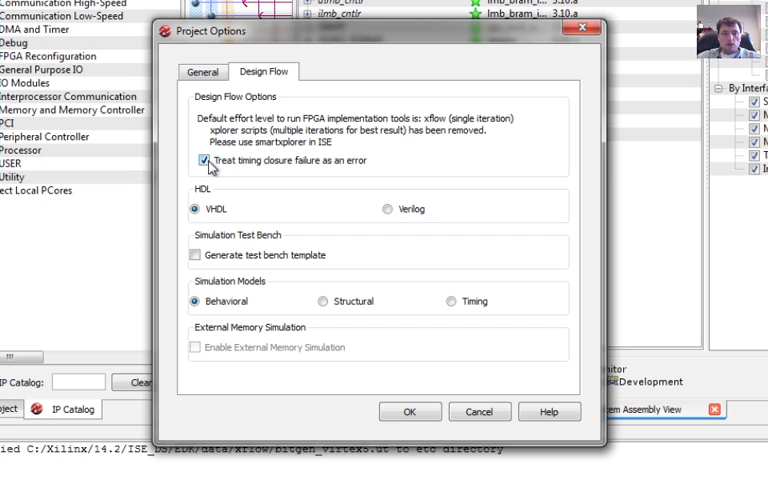 Communication High-Speed
Communication Low-Speed
DMA and Timer
Debug
FPGA Reconfiguration
General Purpose IO
IO Modules
Interprocessor Communication
Memory and Memory Controller
PCI
Peripheral Controller
Processor
USER
Utility
ect Local PCores
ilmb_cntlr
lmb_bram_i...
3.10.a
Project Options
General
Design Flow
Design Flow Options
Default effort level to run FPGA implementation tools is: xflow (single iteration)
xplorer scripts (multiple iterations for best result) has been removed.
Please use smartxplorer in ISE
Treat timing closure failure as an error
HDL
VHDL
Verilog
Simulation Test Bench
Generate test bench template
Simulation Models
Behavioral
Structural
Timing
External Memory Simulation
Enable External Memory Simulation
OK
Cancel
Help
By Interfa
S
M
M
M
T
In
IP Catalog:
Clear
ject
IP Catalog
nitor
Development
tem Assembly View
ied C:/Xilinx/14.2/ISE_DS/EDK/data/xflow/bitgen_virtex5.ut to etc directory